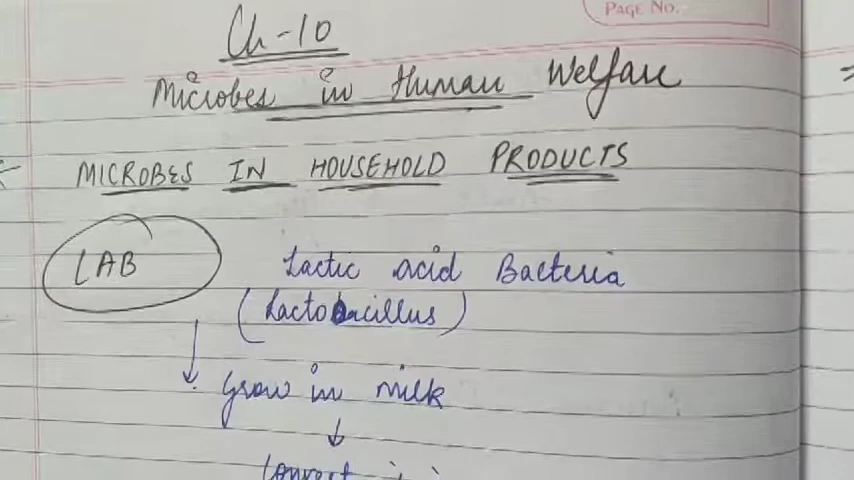 PAGE NO.
Ch-10
Microbes in Human Welfare
MICROBES IN HOUSEHOLD PRODUCTS
LAB Lactic acid Bacteria
(Lactobacillus)
Grow in milk
Convert